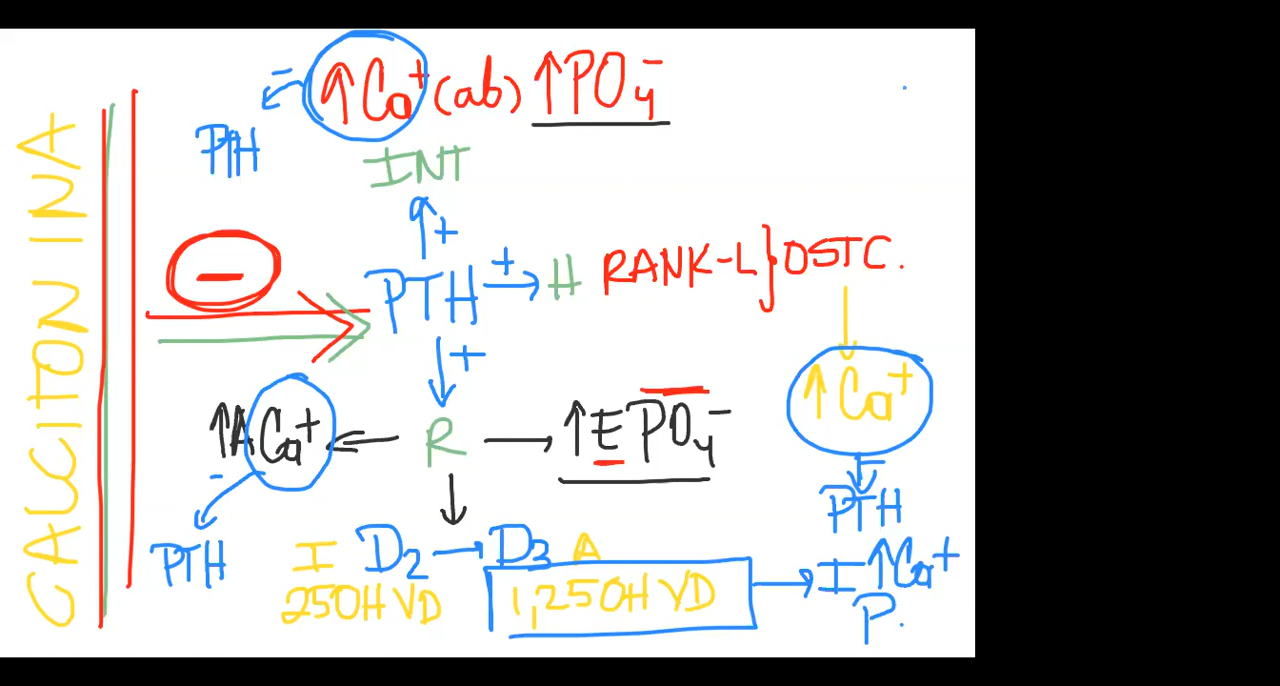 ↑Ca+ (ab) ↑PO4-
PTH
INT
+
CALCITONINA
-
PTH + → H RANK-L } OSTC.
+
↑Ca+
↑A Ca+ ← R → ↑E PO4-
-
PTH
PTH
I D2 → D3 A
25OH VD 1,25OH VD → I ↑Ca+
P.